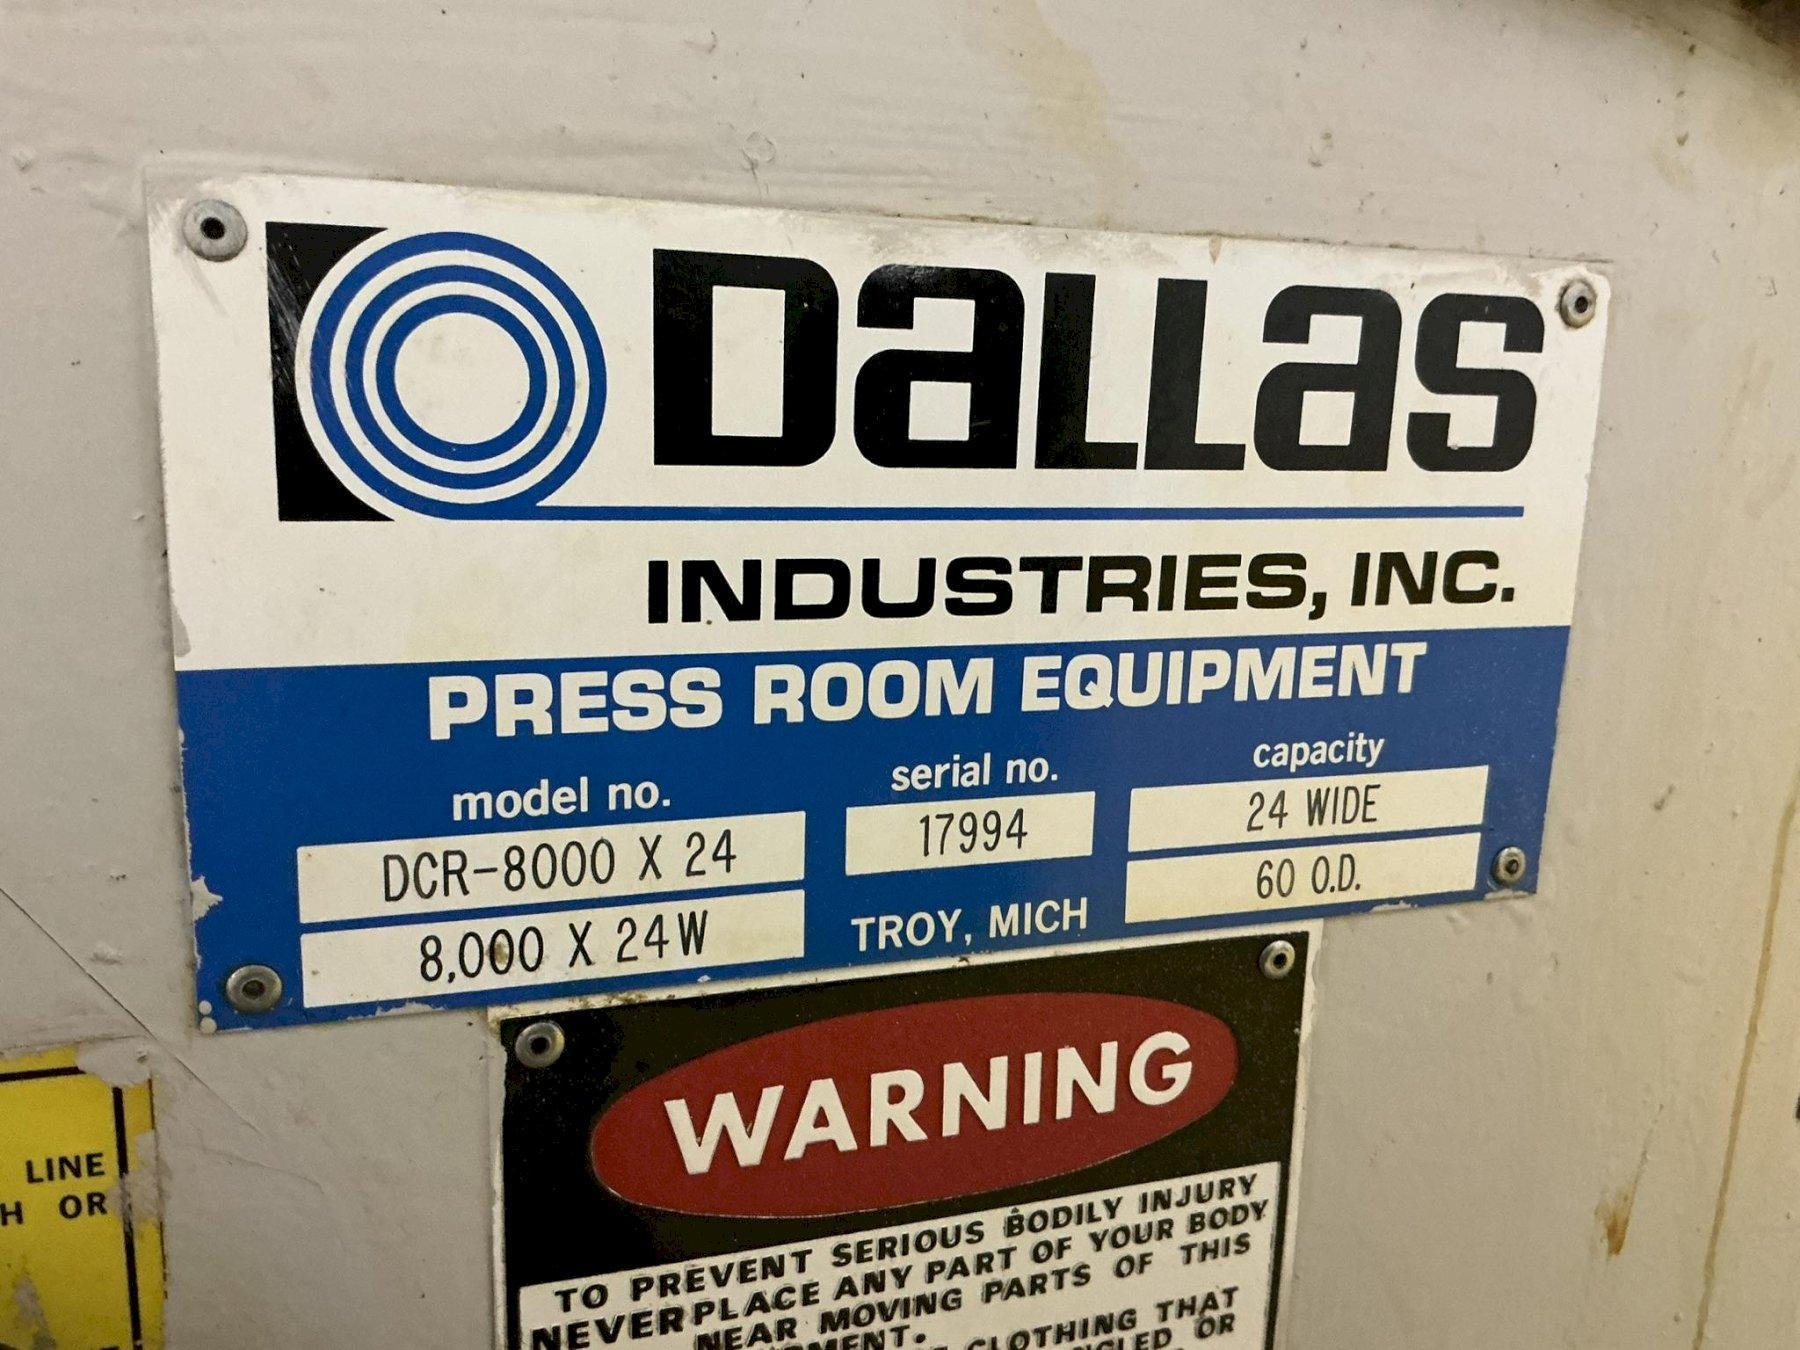 Dallas
INDUSTRIES, INC.
PRESS ROOM EQUIPMENT
model no.
serial no.
capacity
DCR-8000 X 24
17994
24 WIDE
8,000 X 24W
TROY, MICH
60 O.D.
WARNING
TO PREVENT SERIOUS BODILY INJURY
NEVER PLACE ANY PART OF YOUR BODY
NEAR MOVING PARTS OF THIS
CLOTHING THAT
OR
LINE
H OR